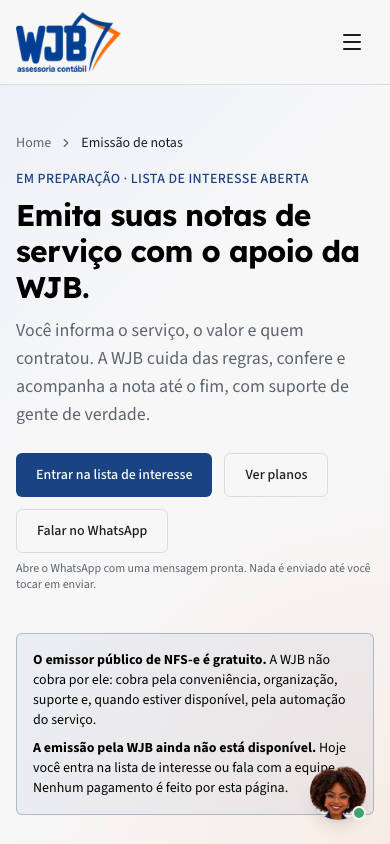 WJB
assessoria contábil
Home > Emissão de notas
EM PREPARAÇÃO · LISTA DE INTERESSE ABERTA
Emita suas notas de
serviço com o apoio da
WJB.
Você informa o serviço, o valor e quem
contratou. A WJB cuida das regras, confere e
acompanha a nota até o fim, com suporte de
gente de verdade.
Entrar na lista de interesse
Ver planos
Falar no WhatsApp
Abre o WhatsApp com uma mensagem pronta. Nada é enviado até você
tocar em enviar.
O emissor público de NFS-e é gratuito. A WJB não
cobra por ele: cobra pela conveniência, organização,
suporte e, quando estiver disponível, pela automação
do serviço.
A emissão pela WJB ainda não está disponível. Hoje
você entra na lista de interesse ou fala com a equipe.
Nenhum pagamento é feito por esta página.